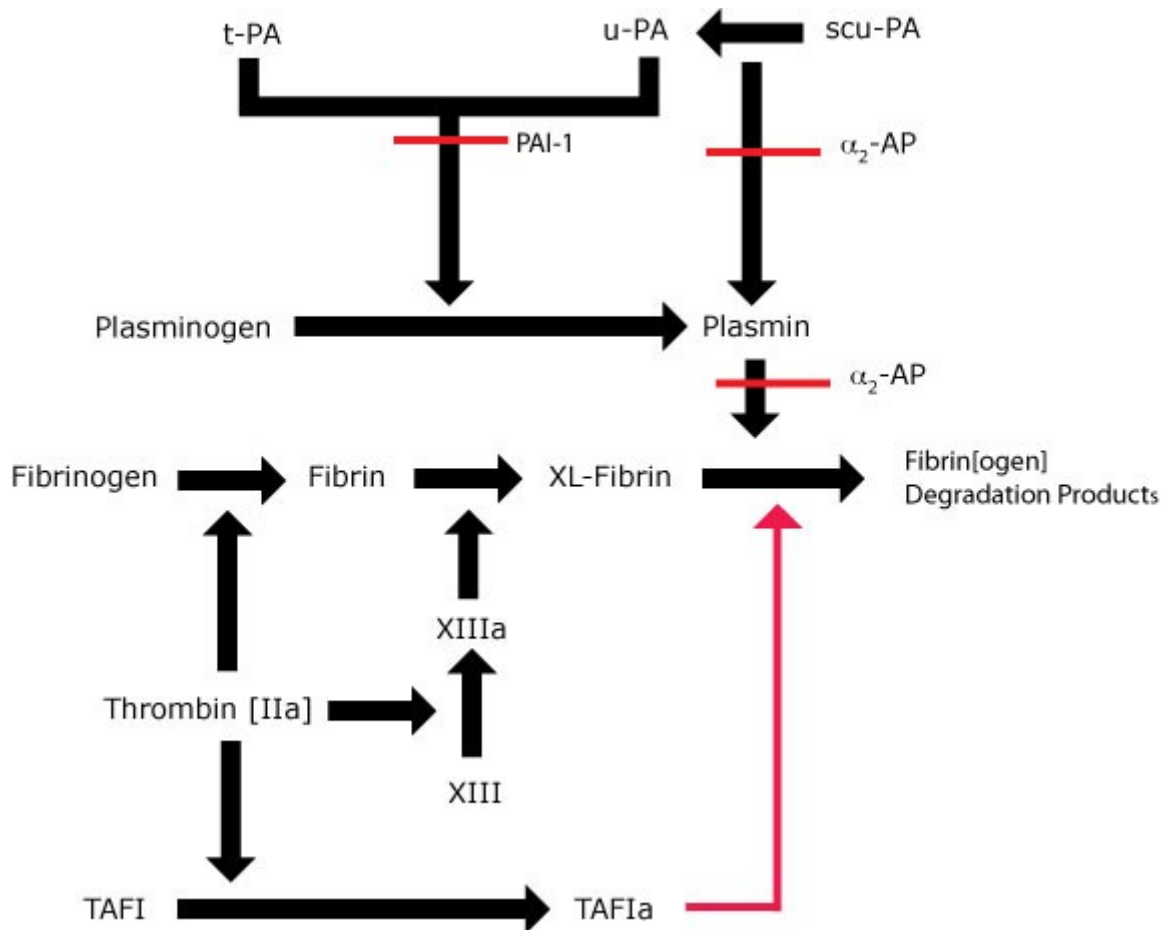 t-PA
u-PA
scu-PA
PAI-1
α₂-AP
Plasminogen
Plasmin
α₂-AP
Fibrinogen
Fibrin
XL-Fibrin
Fibrin[ogen]
Degradation Products
XIIIa
Thrombin [IIa]
XIII
TAFI
TAFIa